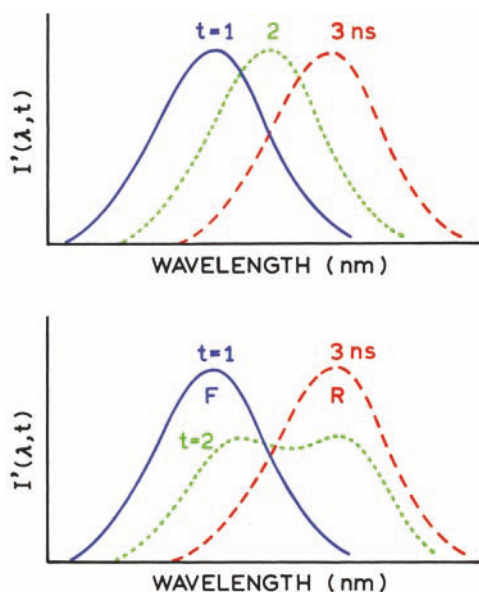 t=1 2 3 ns
I'(λ,t)
WAVELENGTH (nm)
t=1 3 ns
F R
t=2
I'(λ,t)
WAVELENGTH (nm)